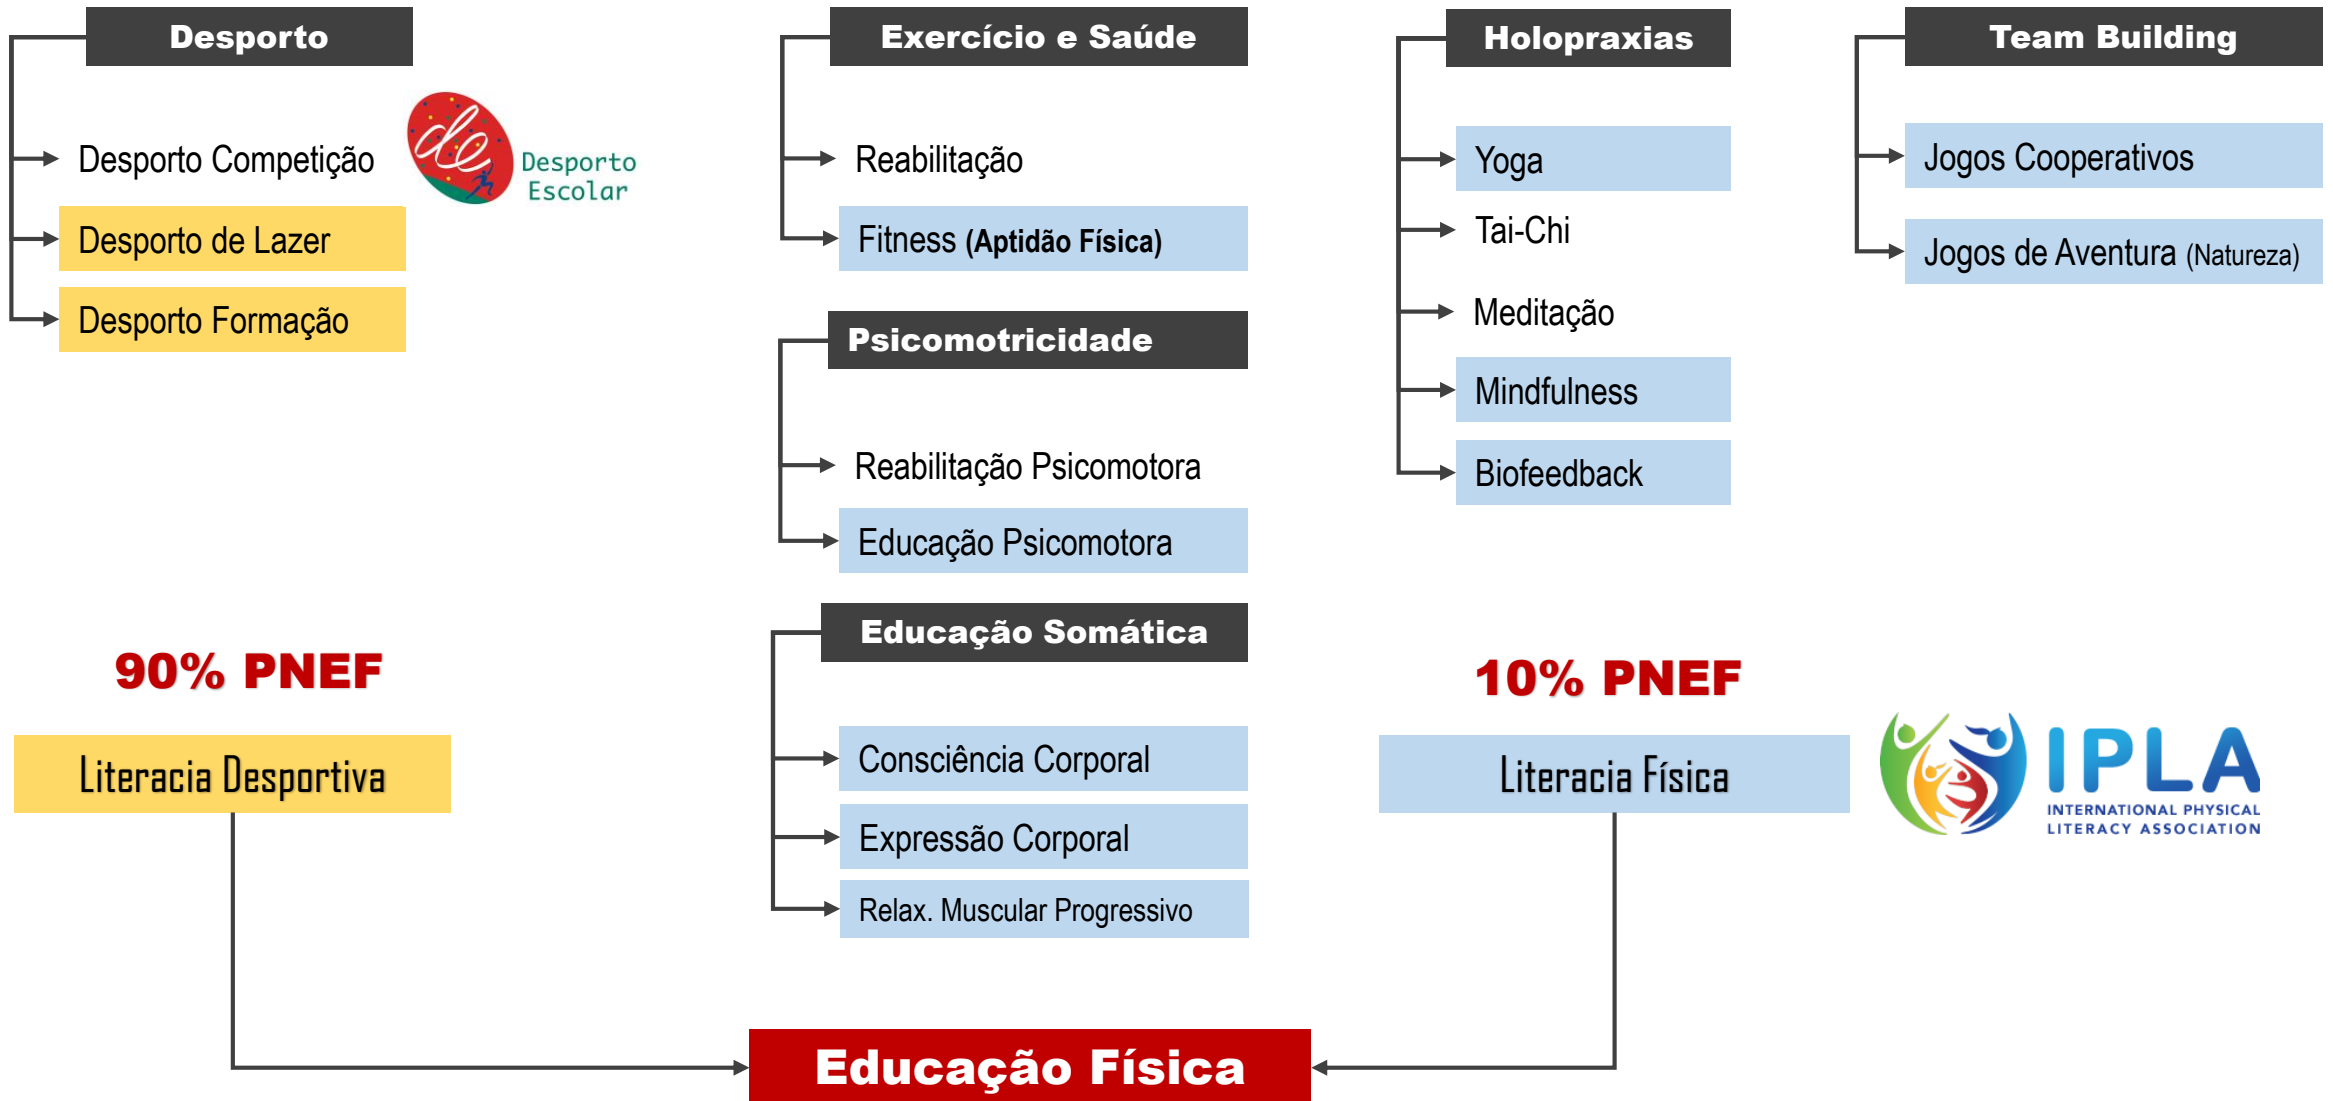 Desporto
Desporto Competição
Desporto
Escolar
Desporto de Lazer
Desporto Formação
Exercício e Saúde
Reabilitação
Fitness (Aptidão Física)
Psicomotricidade
Reabilitação Psicomotora
Educação Psicomotora
Educação Somática
Consciência Corporal
Expressão Corporal
Relax. Muscular Progressivo
Holopraxias
Yoga
Tai-Chi
Meditação
Mindfulness
Biofeedback
Team Building
Jogos Cooperativos
Jogos de Aventura (Natureza)
90% PNEF
Literacia Desportiva
10% PNEF
Literacia Física
IPLA
INTERNATIONAL PHYSICAL
LITERACY ASSOCIATION
Educação Física
de